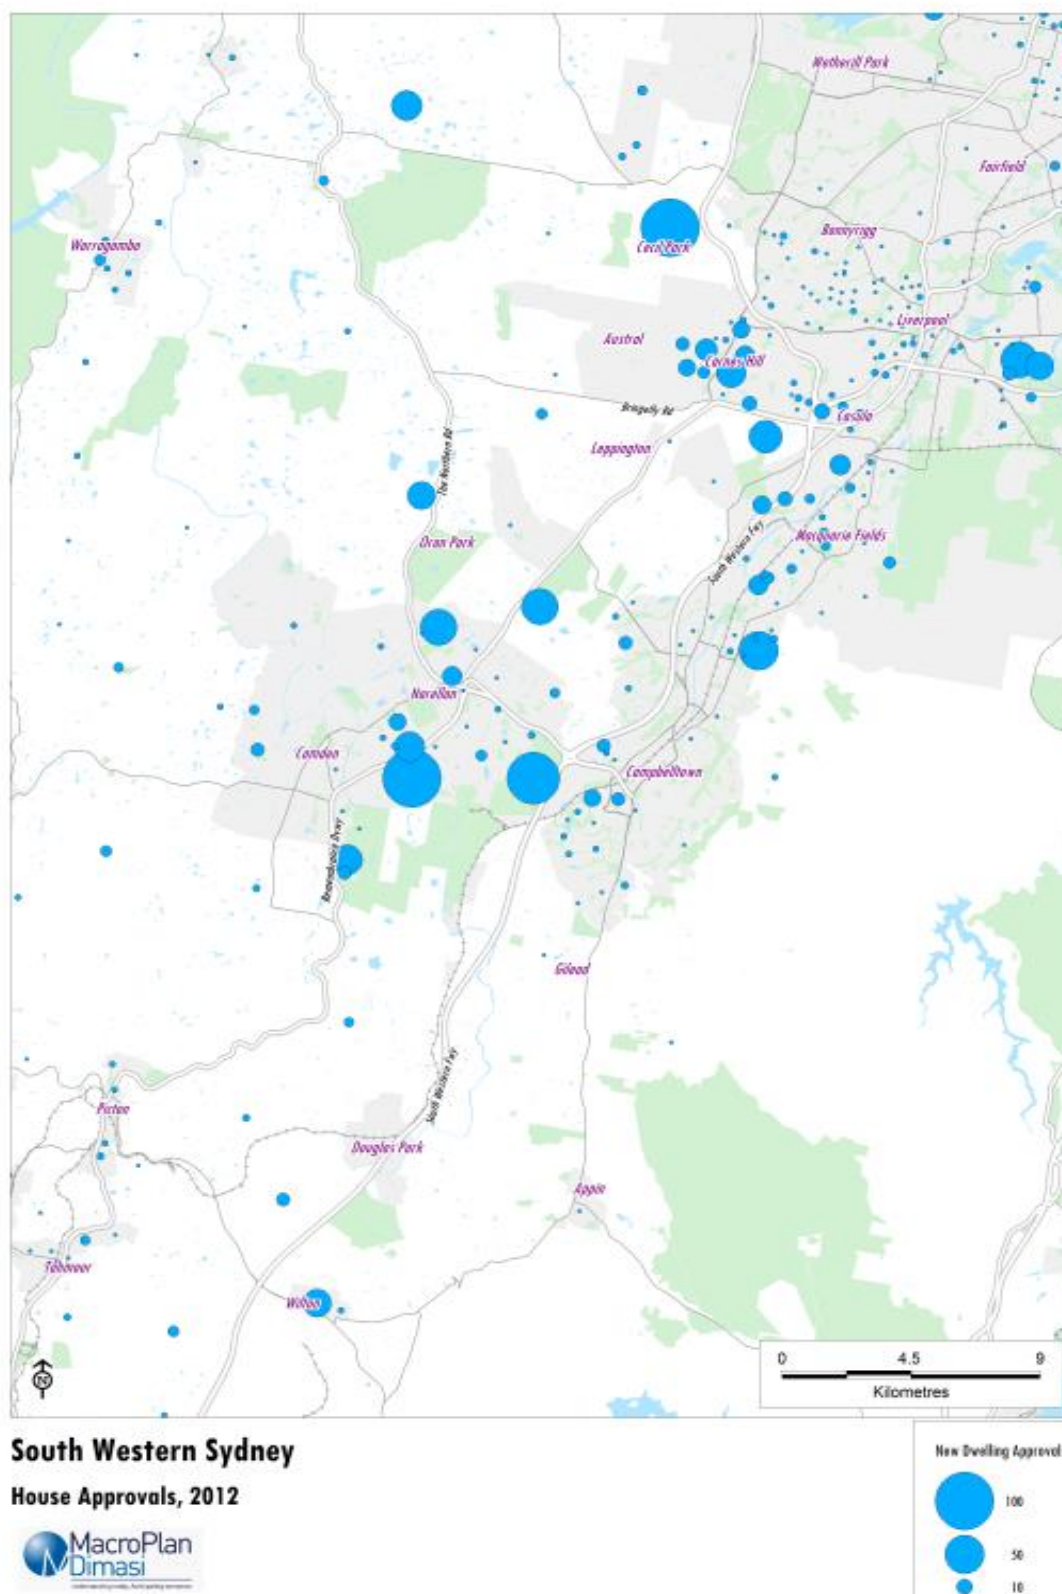 Wetherill Park
Fairfield
Bonnyrigg
Warragamba
Cecil Park
Liverpool
Austral
Carnes Hill
Bringelly Rd
Casula
Leppington
The Northern Rd
Oran Park
Macquarie Fields
South Western Fwy
Narellan
Camden
Campbelltown
Gilead
South Western Fwy
Picton
Douglas Park
Appin
Tahmoor
Wilton
N
0 4.5 9
Kilometres
South Western Sydney
House Approvals, 2012
New Dwelling Approval
100
50
10
MacroPlan
Dimasi